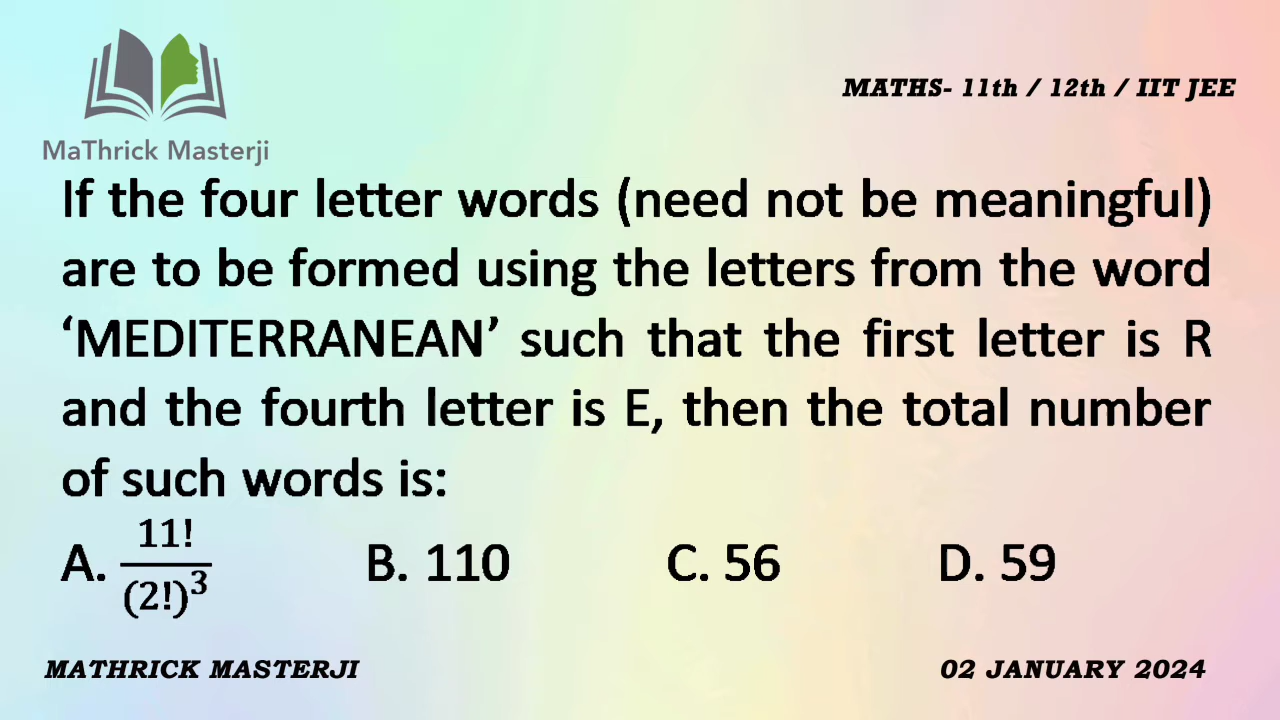 MATHS- 11th / 12th / IIT JEE
MaThrick Masterji
If the four letter words (need not be meaningful)
are to be formed using the letters from the word
‘MEDITERRANEAN’ such that the first letter is R
and the fourth letter is E, then the total number
of such words is:
A. 11!/(2!)³ B. 110 C. 56 D. 59
MATHRICK MASTERJI 02 JANUARY 2024